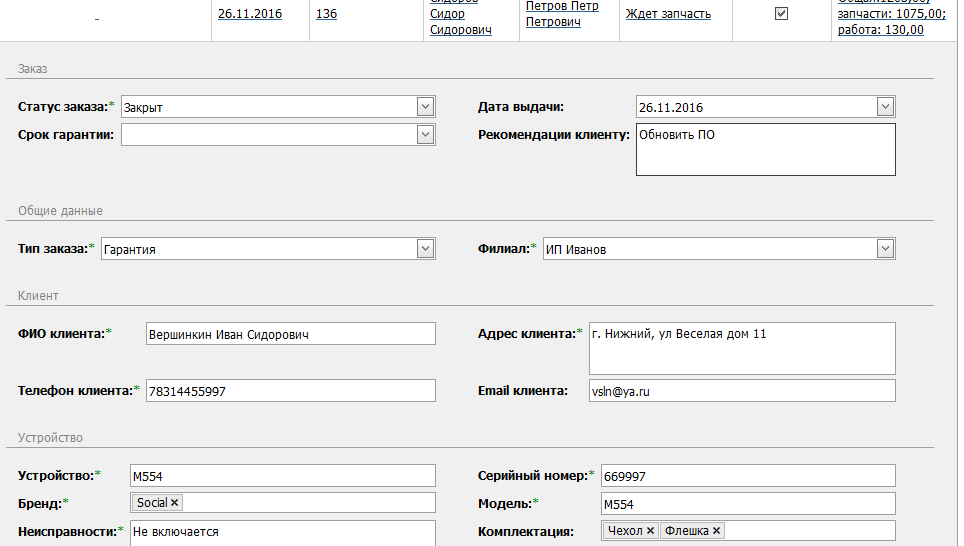 -
26.11.2016
136
Сидоров
Сидор
Сидорович
Петров Петр
Петрович
Ждет запчасть
запчасти: 1075,00;
работа: 130,00
Заказ
Статус заказа:* Закрыт
Дата выдачи: 26.11.2016
Срок гарантии:
Рекомендации клиенту: Обновить ПО
Общие данные
Тип заказа:* Гарантия
Филиал:* ИП Иванов
Клиент
ФИО клиента:* Вершинкин Иван Сидорович
Адрес клиента:* г. Нижний, ул Веселая дом 11
Телефон клиента:* 78314455997
Email клиента: vsln@ya.ru
Устройство
Устройство:* M554
Серийный номер:* 669997
Бренд:* Social ×
Модель:* M554
Неисправности:* Не включается
Комплектация: Чехол × Флешка ×